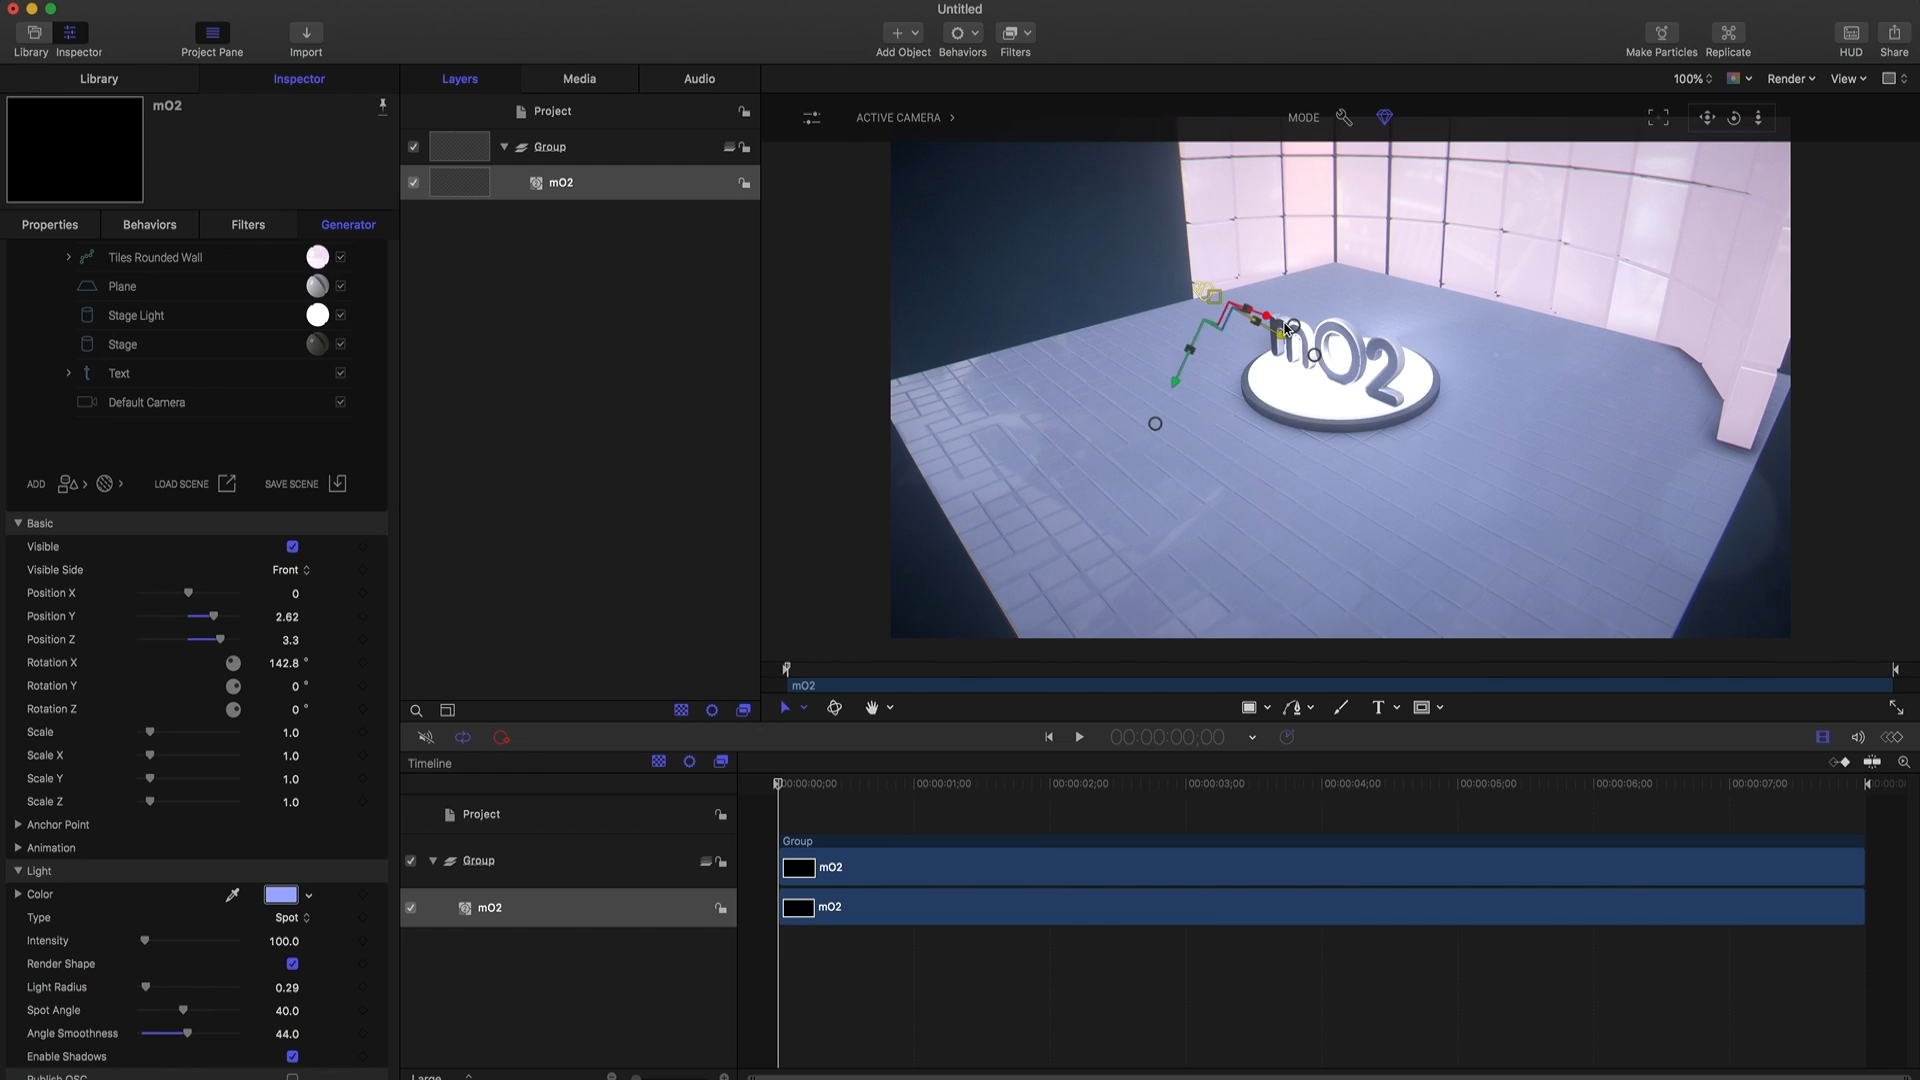 Untitled
Library
Inspector
Project Pane
Import
Add Object
Behaviors
Filters
Make Particles
Replicate
HUD
Share
Library
Inspector
Layers
Media
Audio
100%
Render
View
mO2
Project
Group
mO2
ACTIVE CAMERA
MODE
Properties
Behaviors
Filters
Generator
Tiles Rounded Wall
Plane
Stage Light
Stage
Text
Default Camera
ADD
LOAD SCENE
SAVE SCENE
mO2
Basic
Visible
Visible Side Front
Position X 0
Position Y 2.62
Position Z 3.3
Rotation X 142.8 °
Rotation Y 0 °
Rotation Z 0 °
Scale 1.0
Scale X 1.0
Scale Y 1.0
Scale Z 1.0
Anchor Point
Animation
Light
Color
Type Spot
Intensity 100.0
Render Shape
Light Radius 0.29
Spot Angle 40.0
Angle Smoothness 44.0
Enable Shadows
Publish OSC
mO2
T
00:00:00;00
Timeline
00:00:00;00
00:00:01;00
00:00:02;00
00:00:03;00
00:00:04;00
00:00:05;00
00:00:06;00
00:00:07;00
Project
Group
mO2
Group
mO2
mO2
Large